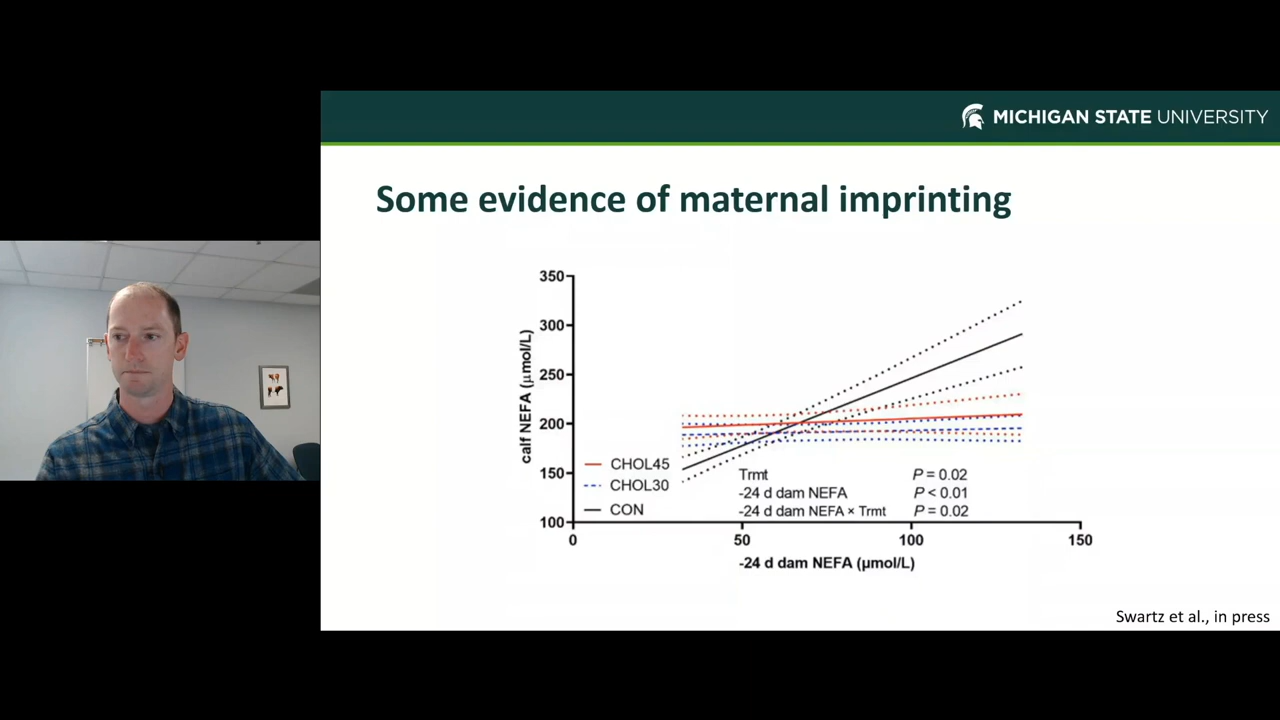 MICHIGAN STATE UNIVERSITY
Some evidence of maternal imprinting
350
300
250
200
150
100
calf NEFA (µmol/L)
CHOL45
CHOL30
CON
Trmt P = 0.02
-24 d dam NEFA P < 0.01
-24 d dam NEFA × Trmt P = 0.02
0 50 100 150
-24 d dam NEFA (µmol/L)
Swartz et al., in press